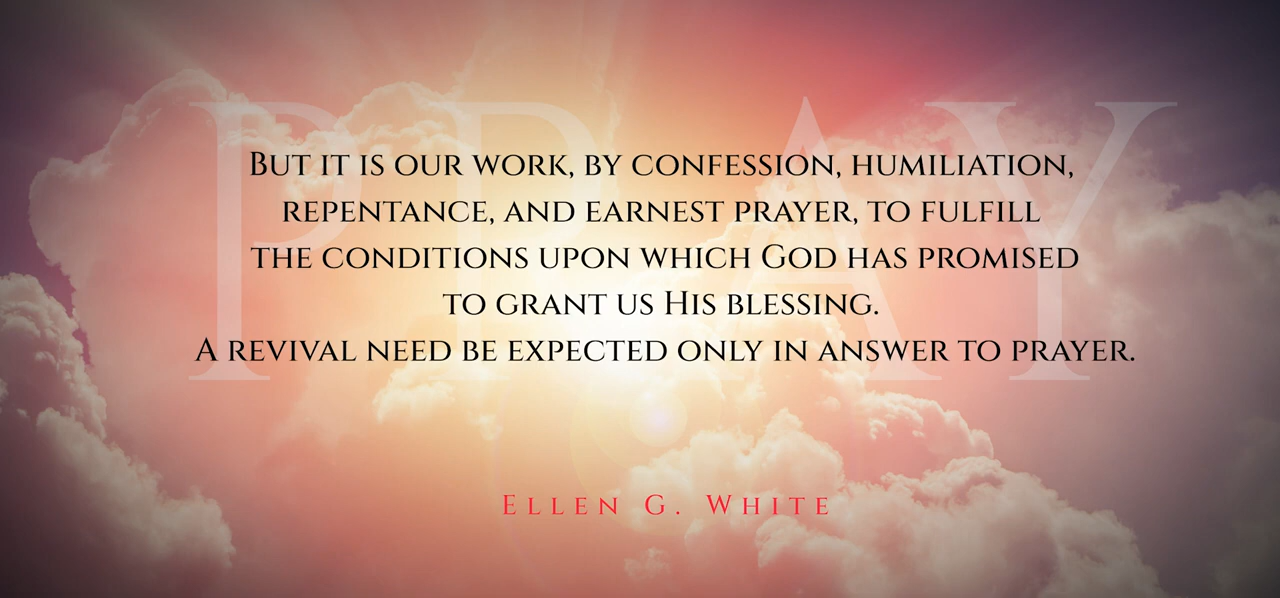 PRAY
But it is our work, by confession, humiliation,
repentance, and earnest prayer, to fulfill
the conditions upon which God has promised
to grant us His blessing.
A revival need be expected only in answer to prayer.
Ellen G. White